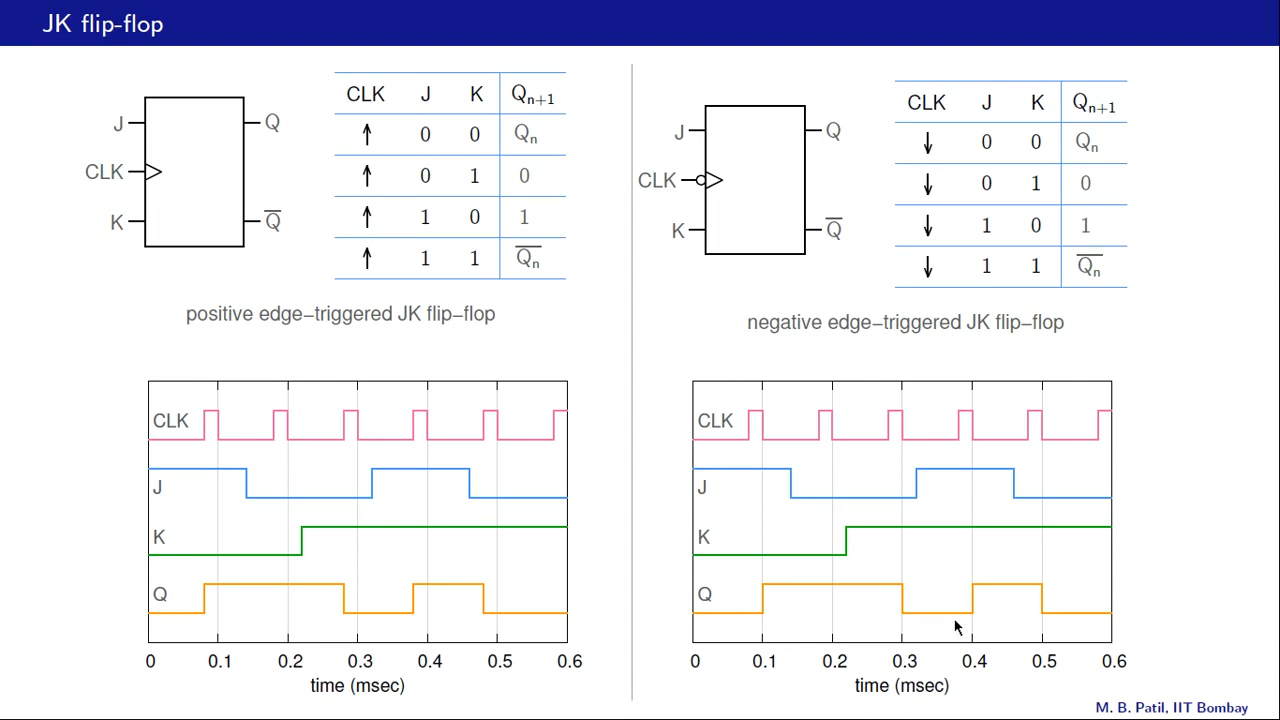 JK flip-flop
J
CLK
K
Q
Q̅
CLK J K Qn+1
↑ 0 0 Qn
↑ 0 1 0
↑ 1 0 1
↑ 1 1 Q̅n
positive edge−triggered JK flip−flop
CLK
J
K
Q
0 0.1 0.2 0.3 0.4 0.5 0.6
time (msec)
J
CLK
K
Q
Q̅
CLK J K Qn+1
↓ 0 0 Qn
↓ 0 1 0
↓ 1 0 1
↓ 1 1 Q̅n
negative edge−triggered JK flip−flop
CLK
J
K
Q
0 0.1 0.2 0.3 0.4 0.5 0.6
time (msec)
M. B. Patil, IIT Bombay